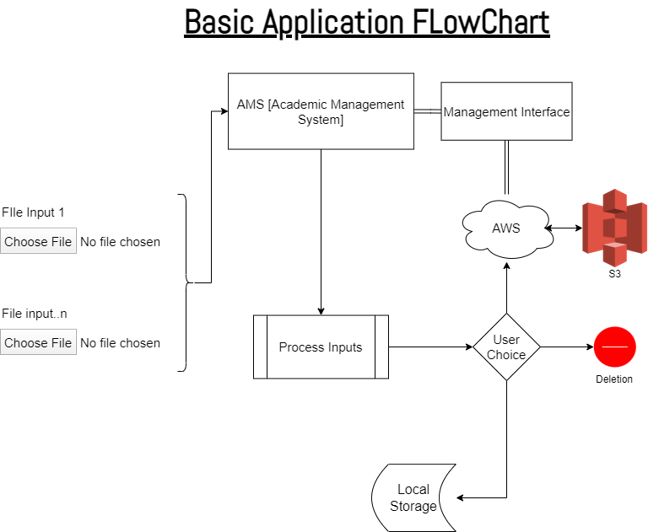 Basic Application FLowChart
AMS [Academic Management
System]
Management Interface
FIle Input 1
Choose File No file chosen
AWS
S3
File input..n
Choose File No file chosen
Process Inputs
User
Choice
Deletion
Local
Storage